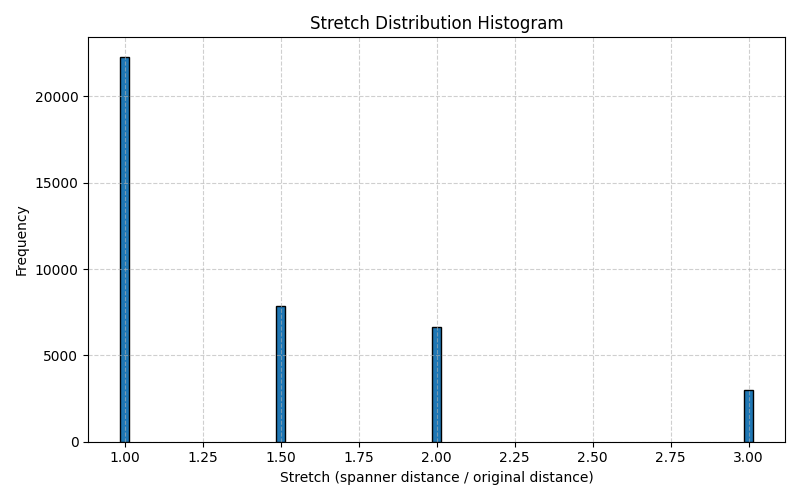 Stretch Distribution Histogram
Frequency
20000
15000
10000
5000
0
1.00 1.25 1.50 1.75 2.00 2.25 2.50 2.75 3.00
Stretch (spanner distance / original distance)